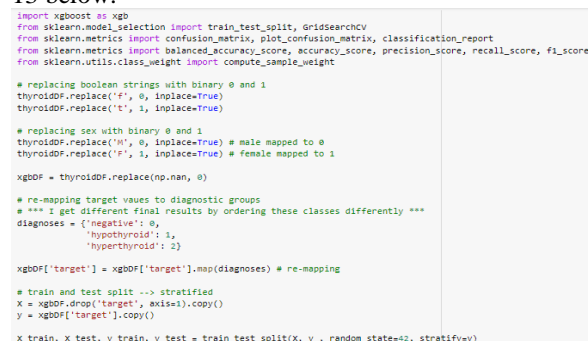 15 below.
import xgboost as xgb
from sklearn.model_selection import train_test_split, GridSearchCV
from sklearn.metrics import confusion_matrix, plot_confusion_matrix, classification_report
from sklearn.metrics import balanced_accuracy_score, accuracy_score, precision_score, recall_score, f1_score
from sklearn.utils.class_weight import compute_sample_weight
# replacing boolean strings with binary 0 and 1
thyroidDF.replace('f', 0, inplace=True)
thyroidDF.replace('t', 1, inplace=True)
# replacing sex with binary 0 and 1
thyroidDF.replace('M', 0, inplace=True) # male mapped to 0
thyroidDF.replace('F', 1, inplace=True) # female mapped to 1
xgbDF = thyroidDF.replace(np.nan, 0)
# re-mapping target vaues to diagnostic groups
# *** I get different final results by ordering these classes differently ***
diagnoses = {'negative': 0,
'hypothyroid': 1,
'hyperthyroid': 2}
xgbDF['target'] = xgbDF['target'].map(diagnoses) # re-mapping
# train and test split --> stratified
X = xgbDF.drop('target', axis=1).copy()
y = xgbDF['target'].copy()
X_train, X_test, y_train, y_test = train_test_split(X, y , random_state=42, stratify=y)